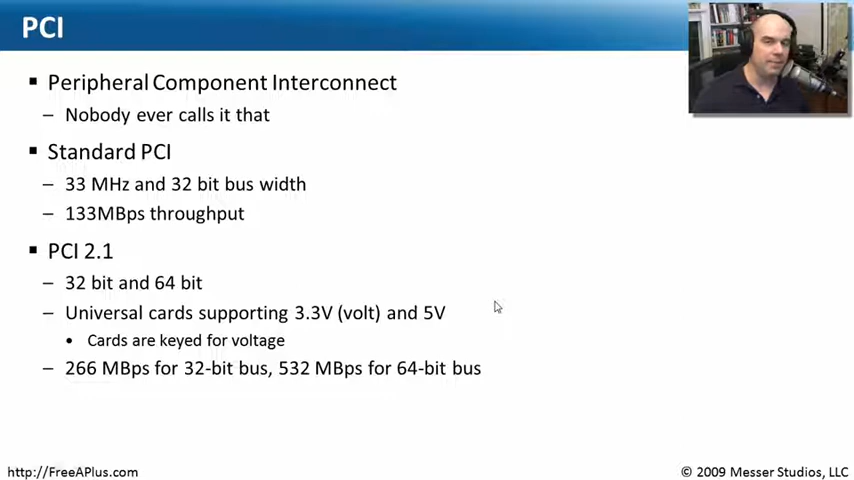 PCI
Peripheral Component Interconnect
– Nobody ever calls it that
Standard PCI
– 33 MHz and 32 bit bus width
– 133MBps throughput
PCI 2.1
– 32 bit and 64 bit
– Universal cards supporting 3.3V (volt) and 5V
• Cards are keyed for voltage
– 266 MBps for 32-bit bus, 532 MBps for 64-bit bus
http://FreeAPlus.com
© 2009 Messer Studios, LLC